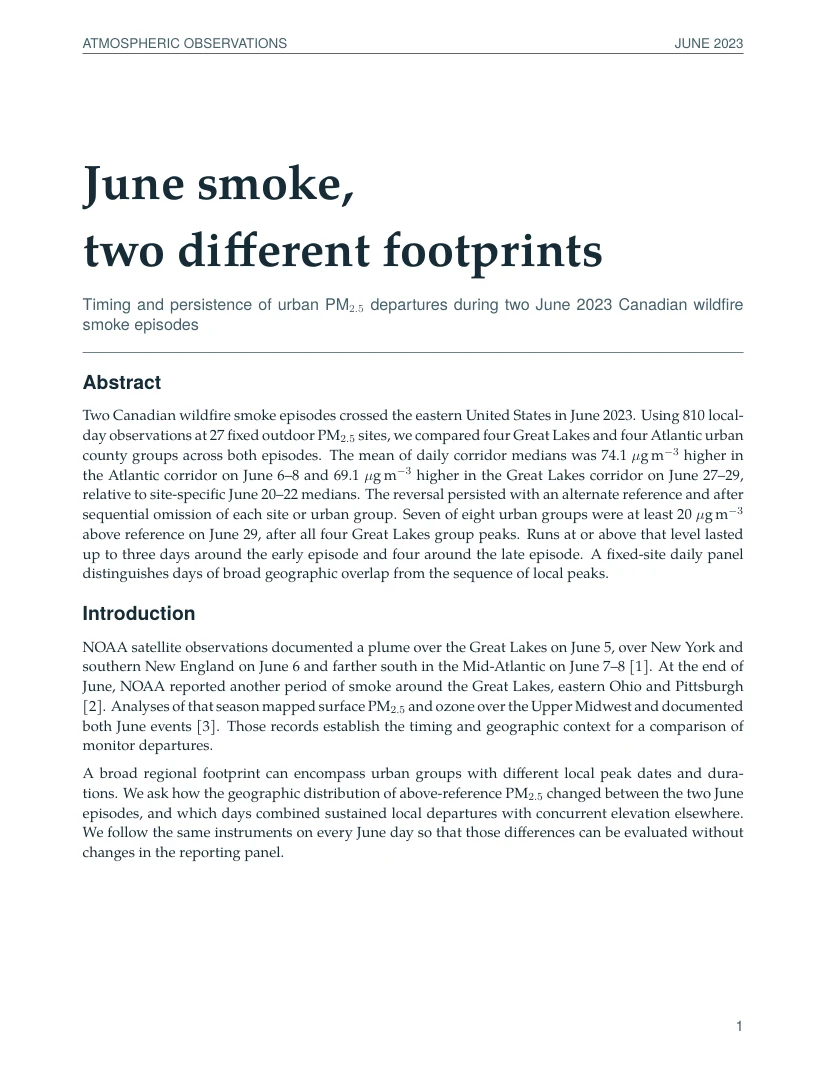 ATMOSPHERIC OBSERVATIONS JUNE 2023
June smoke,
two different footprints
Timing and persistence of urban PM2.5 departures during two June 2023 Canadian wildfire
smoke episodes
Abstract
Two Canadian wildfire smoke episodes crossed the eastern United States in June 2023. Using 810 local-
day observations at 27 fixed outdoor PM2.5 sites, we compared four Great Lakes and four Atlantic urban
county groups across both episodes. The mean of daily corridor medians was 74.1 μg m−3 higher in
the Atlantic corridor on June 6–8 and 69.1 μg m−3 higher in the Great Lakes corridor on June 27–29,
relative to site-specific June 20–22 medians. The reversal persisted with an alternate reference and after
sequential omission of each site or urban group. Seven of eight urban groups were at least 20 μg m−3
above reference on June 29, after all four Great Lakes group peaks. Runs at or above that level lasted
up to three days around the early episode and four around the late episode. A fixed-site daily panel
distinguishes days of broad geographic overlap from the sequence of local peaks.
Introduction
NOAA satellite observations documented a plume over the Great Lakes on June 5, over New York and
southern New England on June 6 and farther south in the Mid-Atlantic on June 7–8 [1]. At the end of
June, NOAA reported another period of smoke around the Great Lakes, eastern Ohio and Pittsburgh
[2]. Analyses of that season mapped surface PM2.5 and ozone over the Upper Midwest and documented
both June events [3]. Those records establish the timing and geographic context for a comparison of
monitor departures.
A broad regional footprint can encompass urban groups with different local peak dates and dura-
tions. We ask how the geographic distribution of above-reference PM2.5 changed between the two June
episodes, and which days combined sustained local departures with concurrent elevation elsewhere.
We follow the same instruments on every June day so that those differences can be evaluated without
changes in the reporting panel.
1